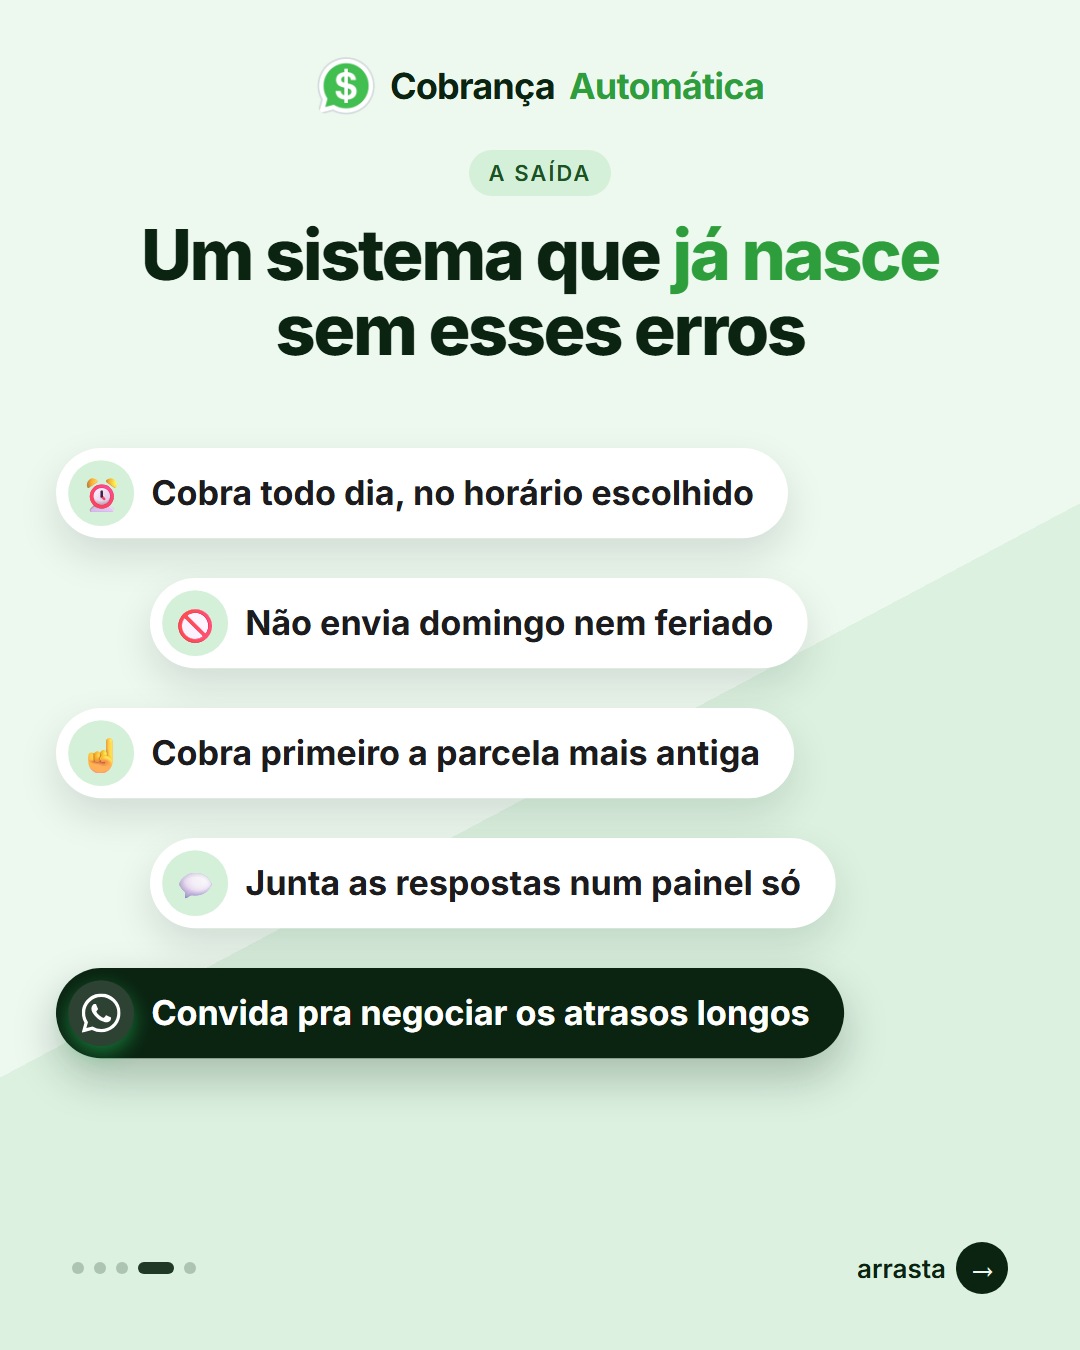 $ Cobrança Automática
A SAÍDA
Um sistema que já nasce
sem esses erros
Cobra todo dia, no horário escolhido
Não envia domingo nem feriado
Cobra primeiro a parcela mais antiga
Junta as respostas num painel só
Convida pra negociar os atrasos longos
arrasta →